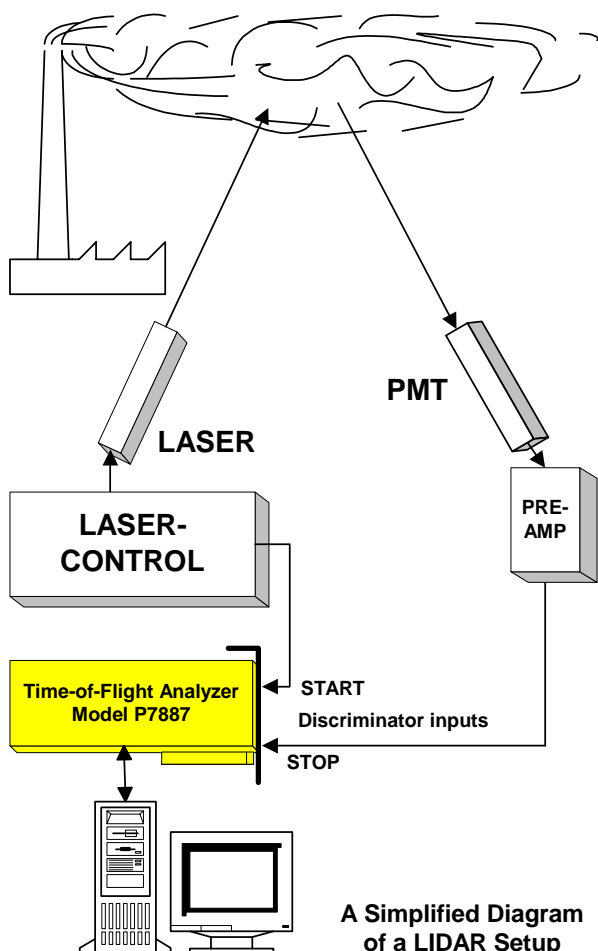 PMT
LASER
LASER-
CONTROL
PRE-
AMP
Time-of-Flight Analyzer
Model P7887
START
Discriminator inputs
STOP
A Simplified Diagram
of a LIDAR Setup